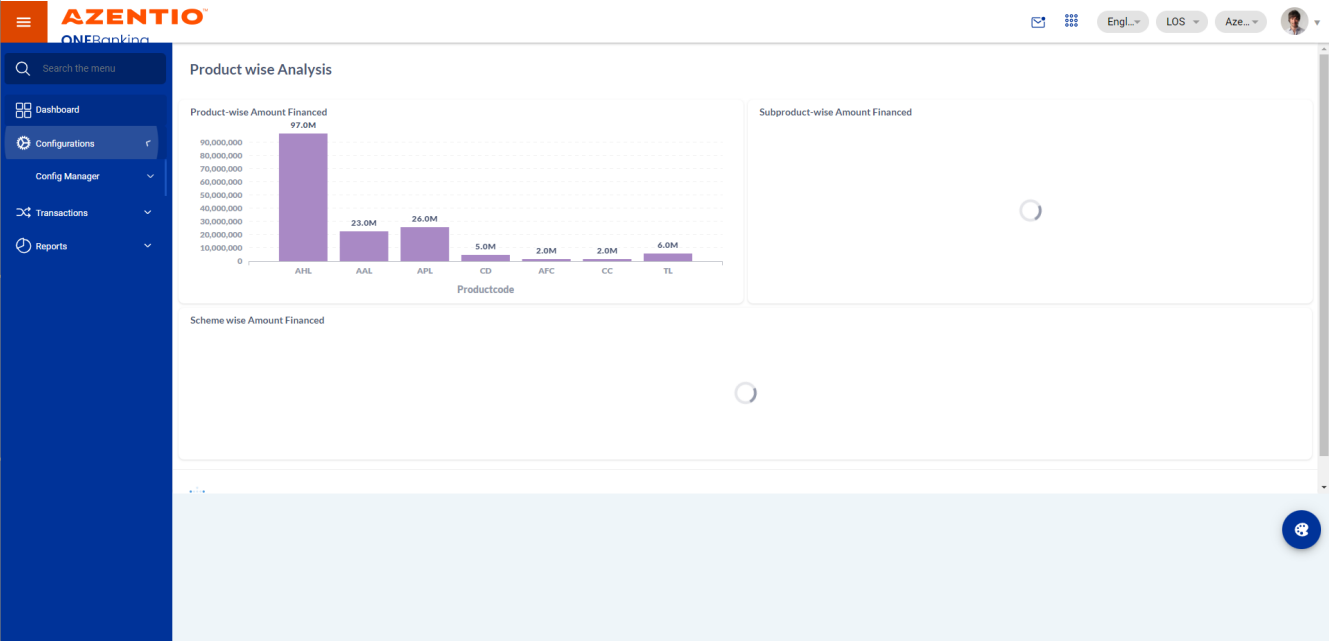 AZENTIO™
ONEBanking
Engl...
LOS
Aze...
Search the menu
Dashboard
Configurations
Config Manager
Transactions
Reports
Product wise Analysis
Product-wise Amount Financed
97.0M
90,000,000
80,000,000
70,000,000
60,000,000
50,000,000
40,000,000
30,000,000
20,000,000
10,000,000
0
23.0M
26.0M
5.0M
2.0M
2.0M
6.0M
AHL AAL APL CD AFC CC TL
Productcode
Subproduct-wise Amount Financed
Scheme wise Amount Financed